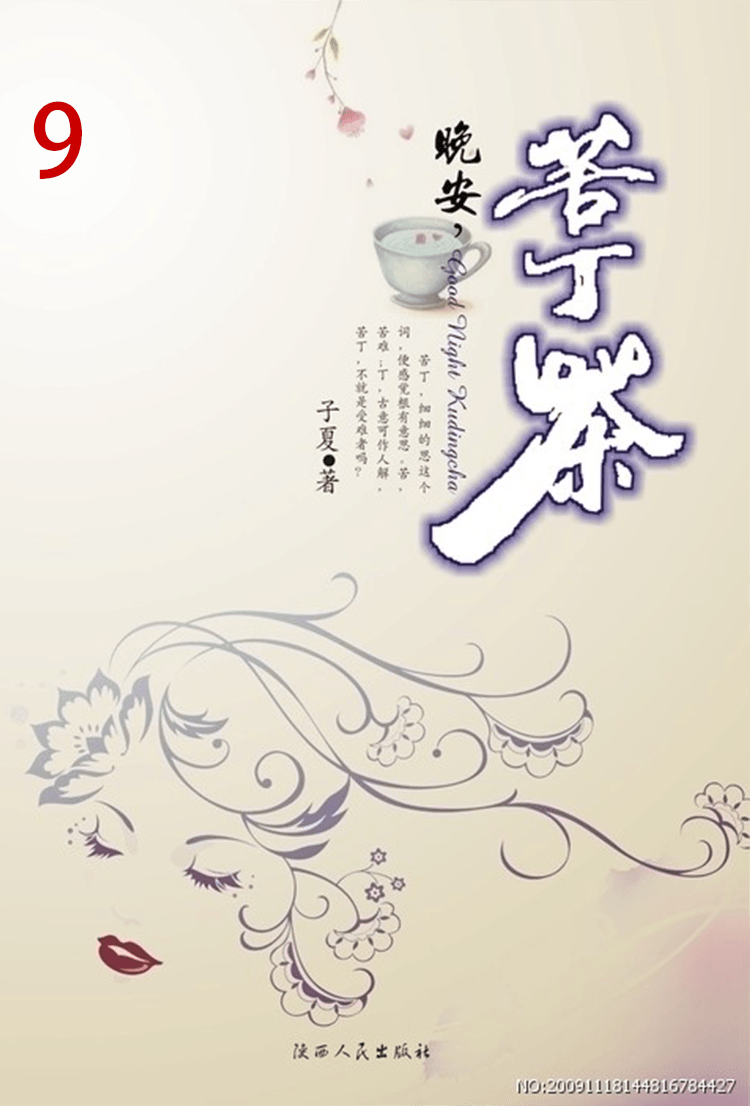 9
晚安，
苦丁茶
Good Night Kudingcha
苦丁，细细的思这个
词，便感觉很有意思。苦，
苦难；丁，古意可作人解，
苦丁，不就是受难者吗？
子夏●著
陕西人民出版社
NO:20091118144816784427